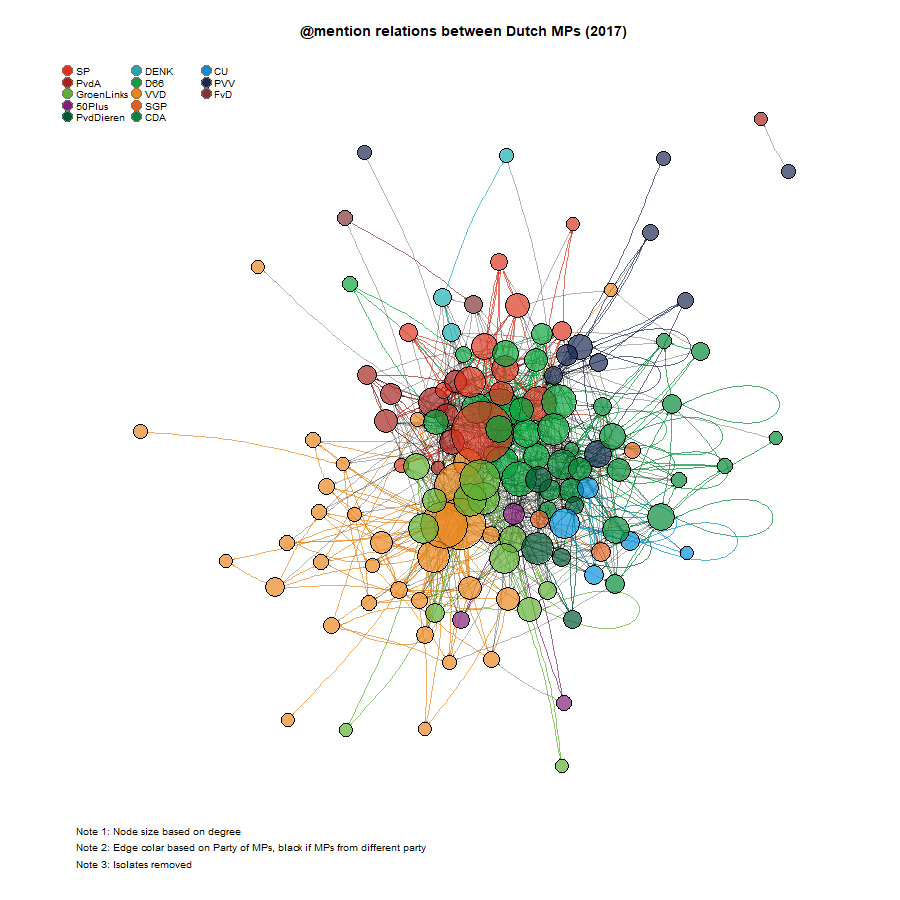 @mention relations between Dutch MPs (2017)
SP DENK CU
PvdA D66 PVV
GroenLinks VVD FvD
50Plus SGP
PvdDieren CDA
Note 1: Node size based on degree
Note 2: Edge colar based on Party of MPs, black if MPs from different party
Note 3: Isolates removed